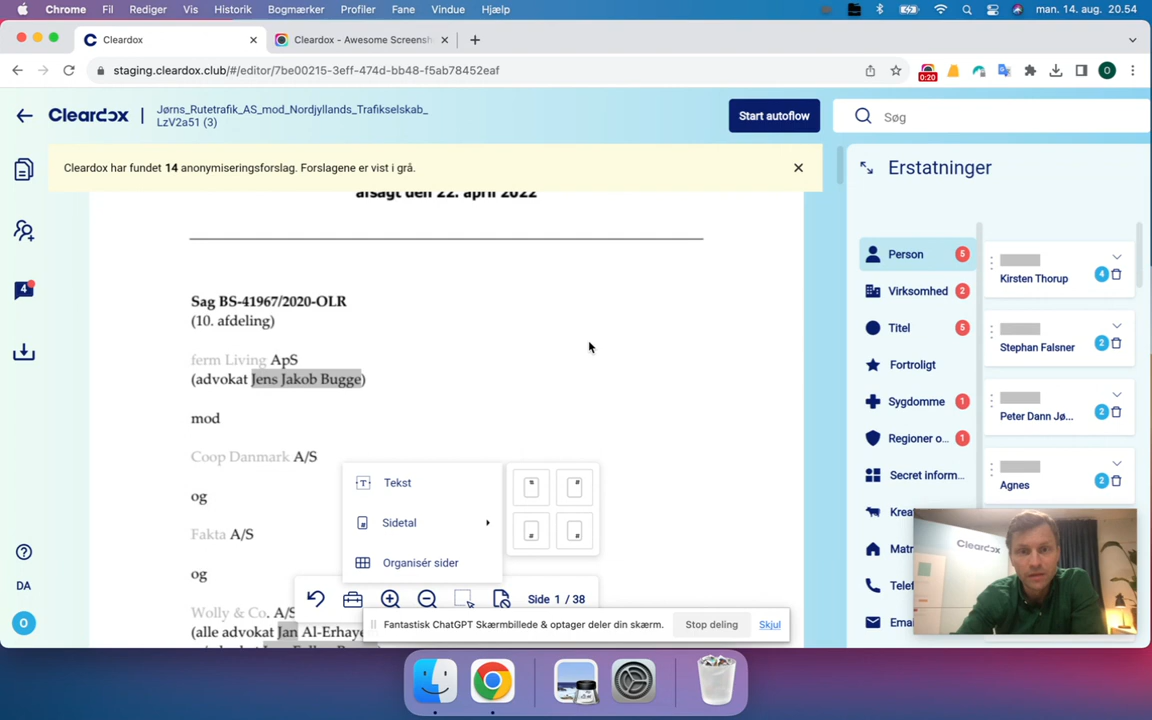 Chrome Fil Rediger Vis Historik Bogmærker Profiler Fane Vindue Hjælp man. 14. aug. 20.54
Cleardox
Cleardox - Awesome Screensh
staging.cleardox.club/#/editor/7be00215-3eff-474d-bb48-f5ab78452eaf
0:20
O
Cleardox
Jørns_Rutetrafik_AS_mod_Nordjyllands_Trafikselskab_
LzV2a51 (3)
Start autoflow
Søg
Cleardox har fundet 14 anonymiseringsforslag. Forslagene er vist i grå.
afsagt den 22. april 2022
Sag BS-41967/2020-OLR
(10. afdeling)
ferm Living ApS
(advokat Jens Jakob Bugge)
mod
Coop Danmark A/S
og
Fakta A/S
og
Wolly & Co. A/S
(alle advokat Jan Al-Erhaye
Tekst
Sidetal
Organisér sider
Side 1 / 38
Fantastisk ChatGPT Skærmbillede & optager deler din skærm.
Stop deling
Skjul
4
DA
O
Erstatninger
Person 5
Virksomhed 2
Titel 5
Fortroligt
Sygdomme 1
Regioner o... 1
Secret inform...
Krea
Matr
Telef
Ema
Kirsten Thorup 4
Stephan Falsner 2
Peter Dann Jø... 2
Agnes 2
Cleardox